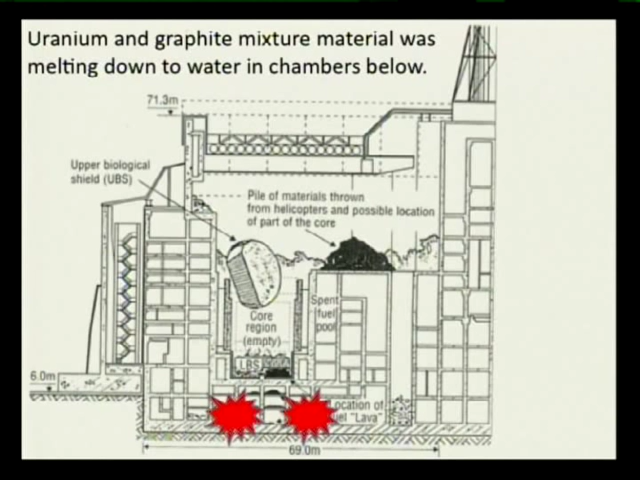 Uranium and graphite mixture material was
melting down to water in chambers below.
71.3m
Upper biological
shield (UBS)
Pile of materials thrown
from helicopters and possible location
of part of the core
Core
region
(empty)
Spent
fuel
pool
LBS
6.0m
Location of
"Lava"
69.0m